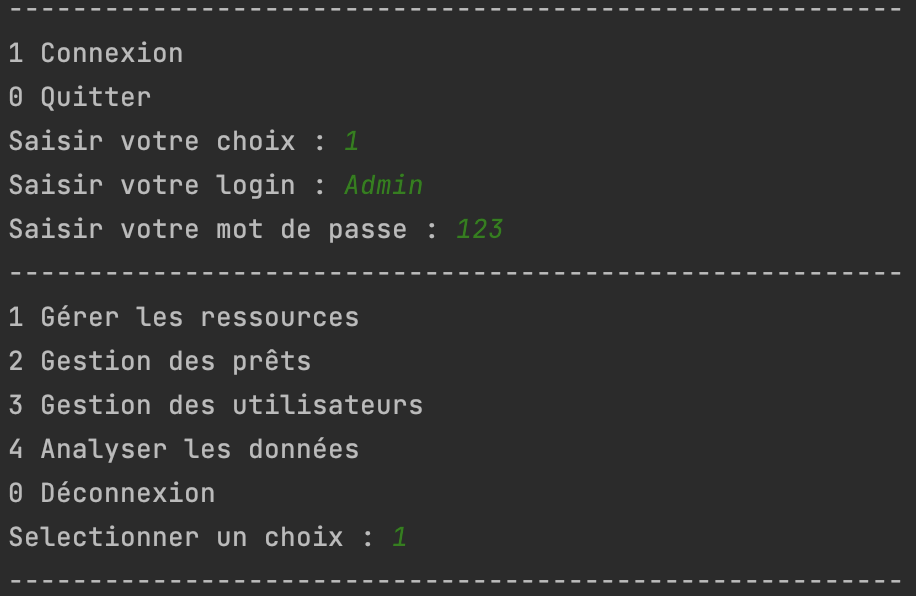 --------------------------------------------------------
1 Connexion
0 Quitter
Saisir votre choix : 1
Saisir votre login : Admin
Saisir votre mot de passe : 123
--------------------------------------------------------
1 Gérer les ressources
2 Gestion des prêts
3 Gestion des utilisateurs
4 Analyser les données
0 Déconnexion
Selectionner un choix : 1
--------------------------------------------------------